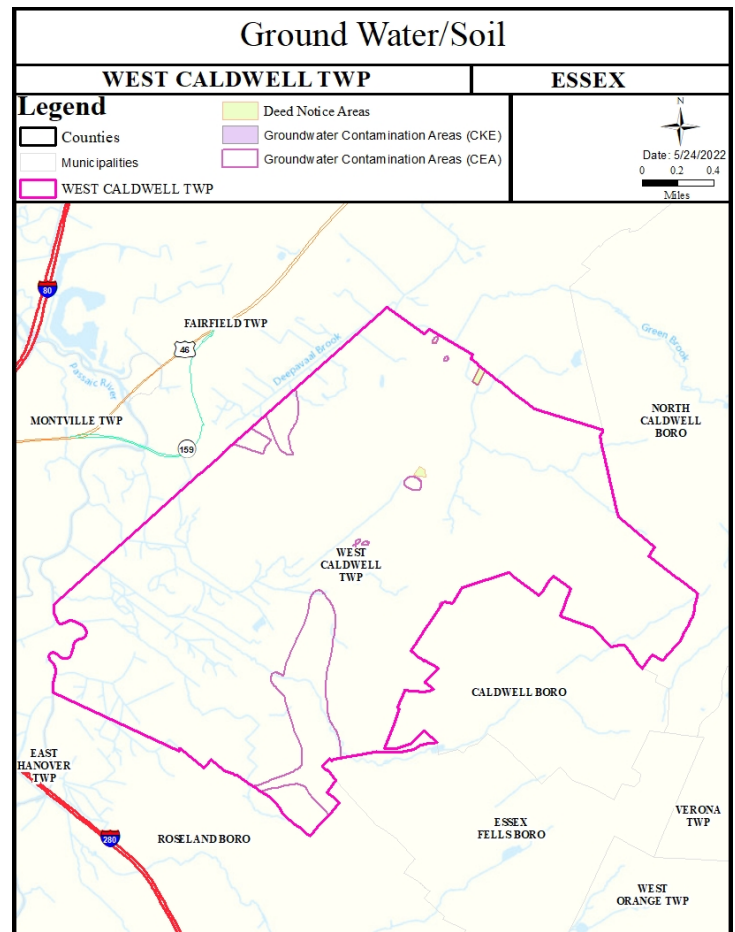 Ground Water/Soil
WEST CALDWELL TWP
ESSEX
Legend
Counties
Municipalities
WEST CALDWELL TWP
Deed Notice Areas
Groundwater Contamination Areas (CKE)
Groundwater Contamination Areas (CEA)
N
Date: 5/24/2022
0 0.2 0.4
Miles
80
FAIRFIELD TWP
46
Deepavaal Brook
Green Brook
Passaic River
MONTVILLE TWP
159
NORTH
CALDWELL
BORO
WEST
CALDWELL
TWP
CALDWELL BORO
EAST
HANOVER
TWP
280
ROSELAND BORO
ESSEX
FELLS BORO
VERONA
TWP
WEST
ORANGE TWP